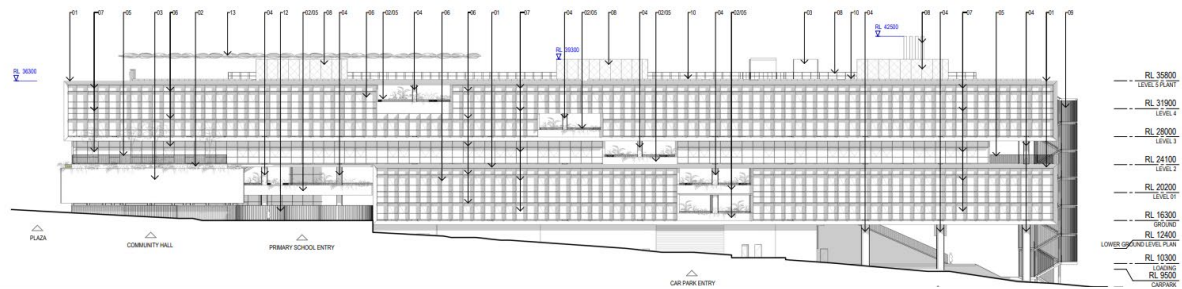 01 07 05 03 06 02 13 04 12 02/05 08 04 06 02/05 04 06 06 01 07 04 02/05 08 04 02/05 10 04 02/05 03 08 10 04 08 07 05 04 01 09
RL 42500
RL 39300
RL 36300
RL 35800
LEVEL 5 PLANT
RL 31900
LEVEL 4
RL 28000
LEVEL 3
RL 24100
LEVEL 2
RL 20200
LEVEL 01
RL 16300
GROUND
RL 12400
LOWER GROUND LEVEL PLAN
RL 10300
LOADING
RL 9500
CARPARK
PLAZA
COMMUNITY HALL
PRIMARY SCHOOL ENTRY
CAR PARK ENTRY